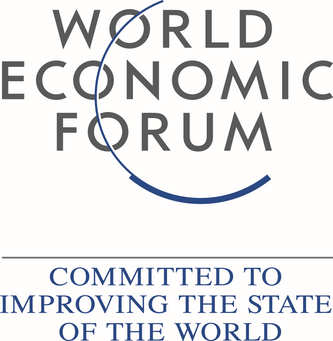 WORLD
ECONOMIC
FORUM
COMMITTED TO
IMPROVING THE STATE
OF THE WORLD